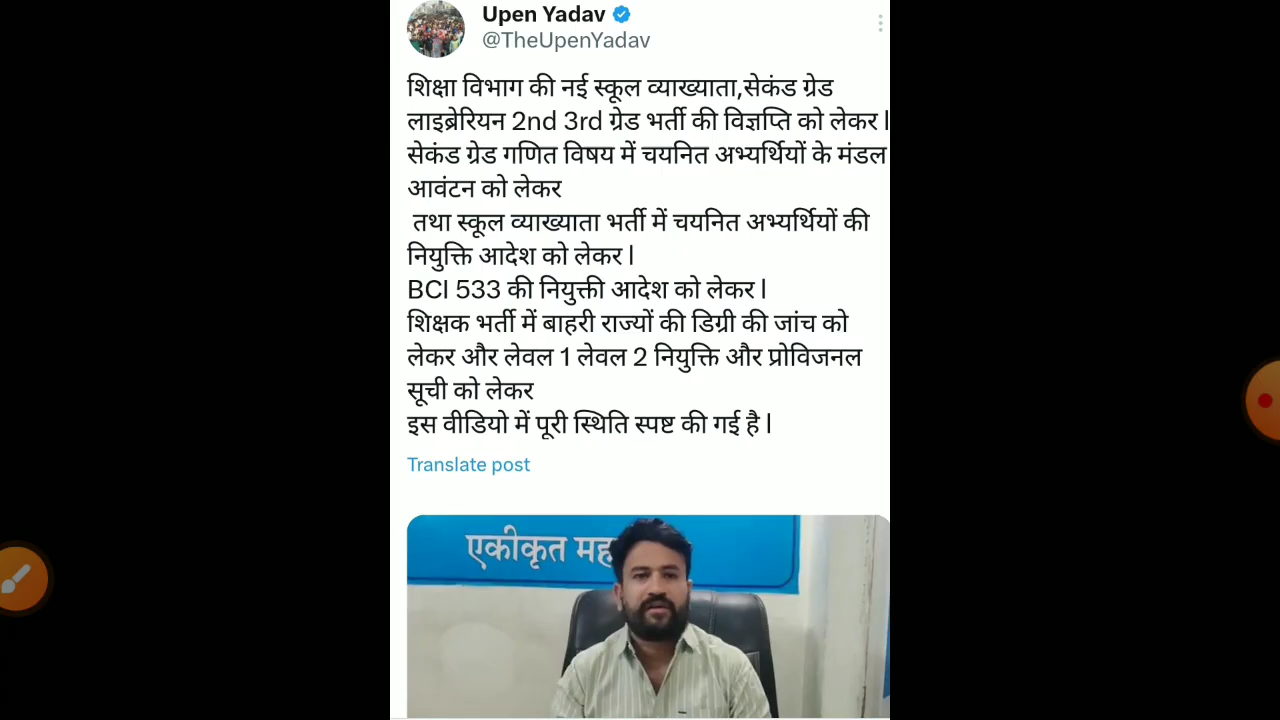 Upen Yadav
@TheUpenYadav
शिक्षा विभाग की नई स्कूल व्याख्याता,सेकंड ग्रेड
लाइब्रेरियन 2nd 3rd ग्रेड भर्ती की विज्ञप्ति को लेकर l
सेकंड ग्रेड गणित विषय में चयनित अभ्यर्थियों के मंडल
आवंटन को लेकर
तथा स्कूल व्याख्याता भर्ती में चयनित अभ्यर्थियों की
नियुक्ति आदेश को लेकर l
BCI 533 की नियुक्ती आदेश को लेकर l
शिक्षक भर्ती में बाहरी राज्यों की डिग्री की जांच को
लेकर और लेवल 1 लेवल 2 नियुक्ति और प्रोविजनल
सूची को लेकर
इस वीडियो में पूरी स्थिति स्पष्ट की गई है l
Translate post
एकीकृत